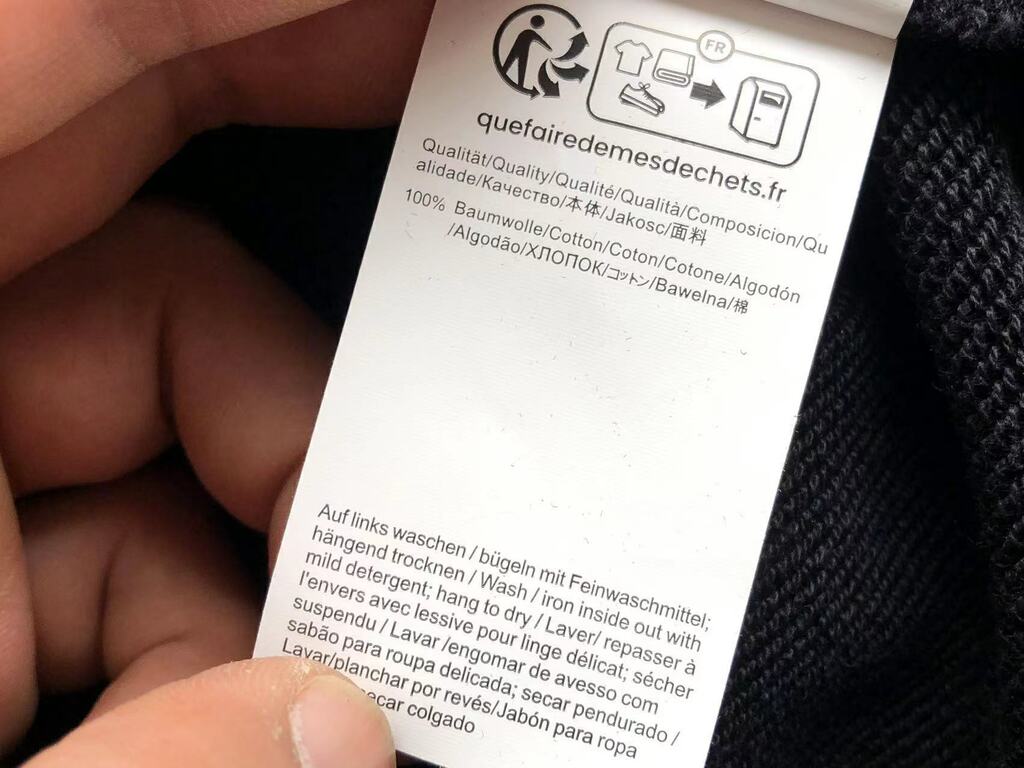 FR
quefairedemesdechets.fr
Qualität/Quality/Qualité/Qualità/Composicion/Qu
alidade/Качество/本体/Jakosc/面料
100% Baumwolle/Cotton/Coton/Cotone/Algodón
/Algodão/ХЛОПОК/コットン/Bawełna/棉
Auf links waschen / bügeln mit Feinwaschmittel;
hängend trocknen / Wash / iron inside out with
mild detergent; hang to dry / Laver/ repasser à
l'envers avec lessive pour linge délicat; sécher
suspendu / Lavar /engomar de avesso com
sabão para roupa delicada; secar pendurado /
Lavar/planchar por revés/Jabón para ropa
colgado